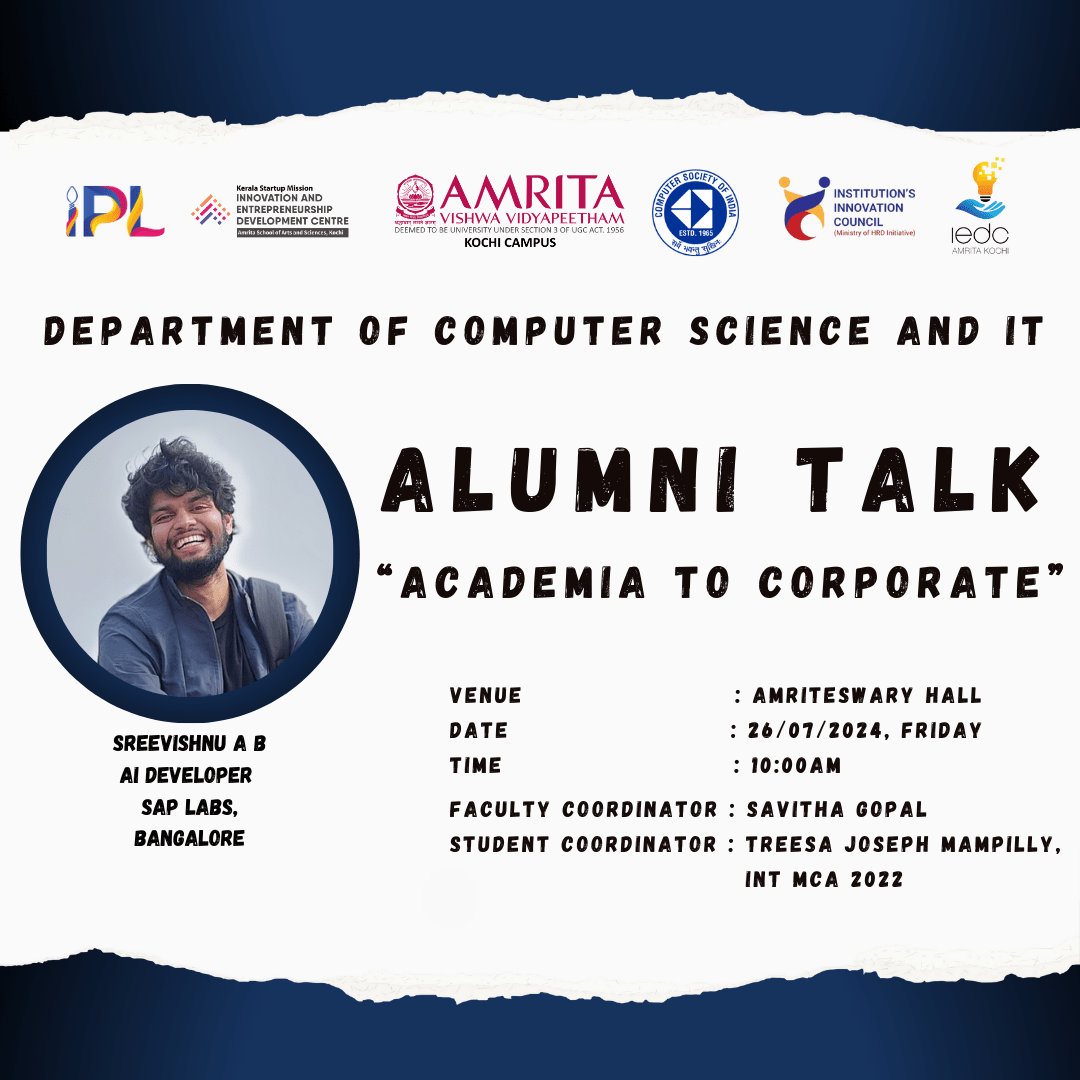 iPL
Kerala Startup Mission
INNOVATION AND
ENTREPRENEURSHIP
DEVELOPMENT CENTRE
Amrita School of Arts and Sciences, Kochi
AMRITA
VISHWA VIDYAPEETHAM
DEEMED TO BE UNIVERSITY UNDER SECTION 3 OF UGC ACT. 1956
KOCHI CAMPUS
COMPUTER SOCIETY OF INDIA
ESTD. 1965
INSTITUTION'S
INNOVATION
COUNCIL
(Ministry of HRD Initiative)
iedc
AMRITA KOCHI
DEPARTMENT OF COMPUTER SCIENCE AND IT
ALUMNI TALK
“ACADEMIA TO CORPORATE”
SREEVISHNU A B
AI DEVELOPER
SAP LABS,
BANGALORE
VENUE : AMRITESWARY HALL
DATE : 26/07/2024, FRIDAY
TIME : 10:00AM
FACULTY COORDINATOR : SAVITHA GOPAL
STUDENT COORDINATOR : TREESA JOSEPH MAMPILLY,
INT MCA 2022